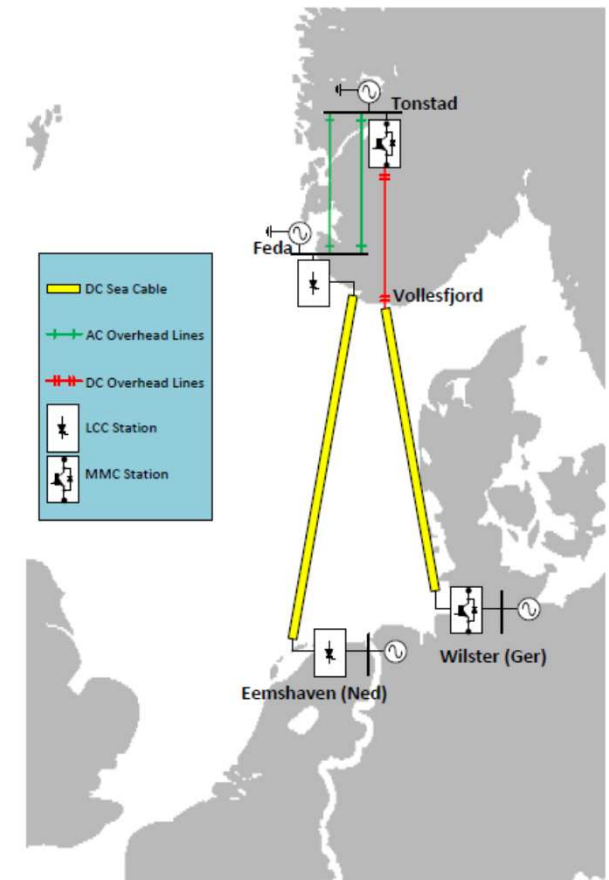 Tonstad
Feda
Vollesfjord
DC Sea Cable
AC Overhead Lines
DC Overhead Lines
LCC Station
MMC Station
Wilster (Ger)
Eemshaven (Ned)